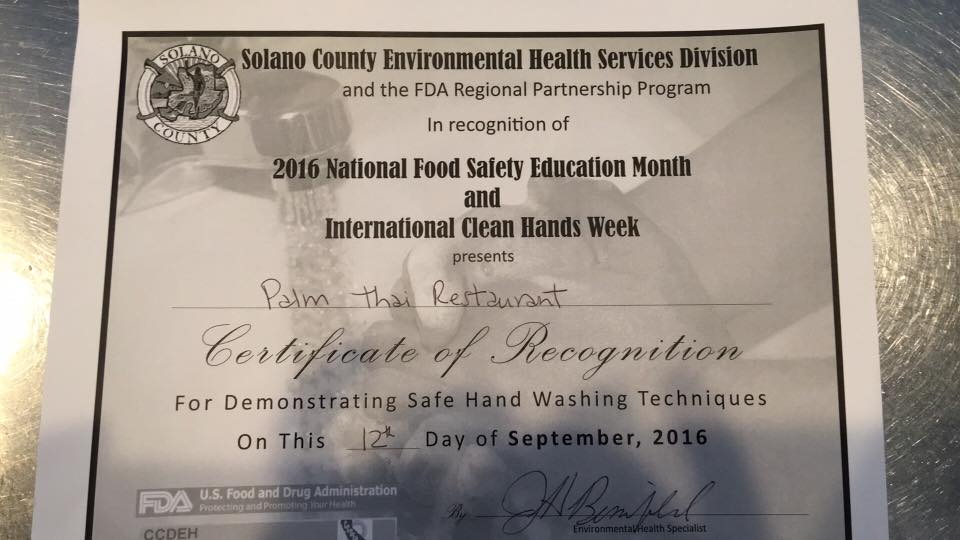 SOLANO
COUNTY
Solano County Environmental Health Services Division
and the FDA Regional Partnership Program
In recognition of
2016 National Food Safety Education Month
and
International Clean Hands Week
presents
Palm thai Restaurant
Certificate of Recognition
For Demonstrating Safe Hand Washing Techniques
On This 12th Day of September, 2016
FDA U.S. Food and Drug Administration
Protecting and Promoting Your Health
CCDEH
By
Environmental Health Specialist